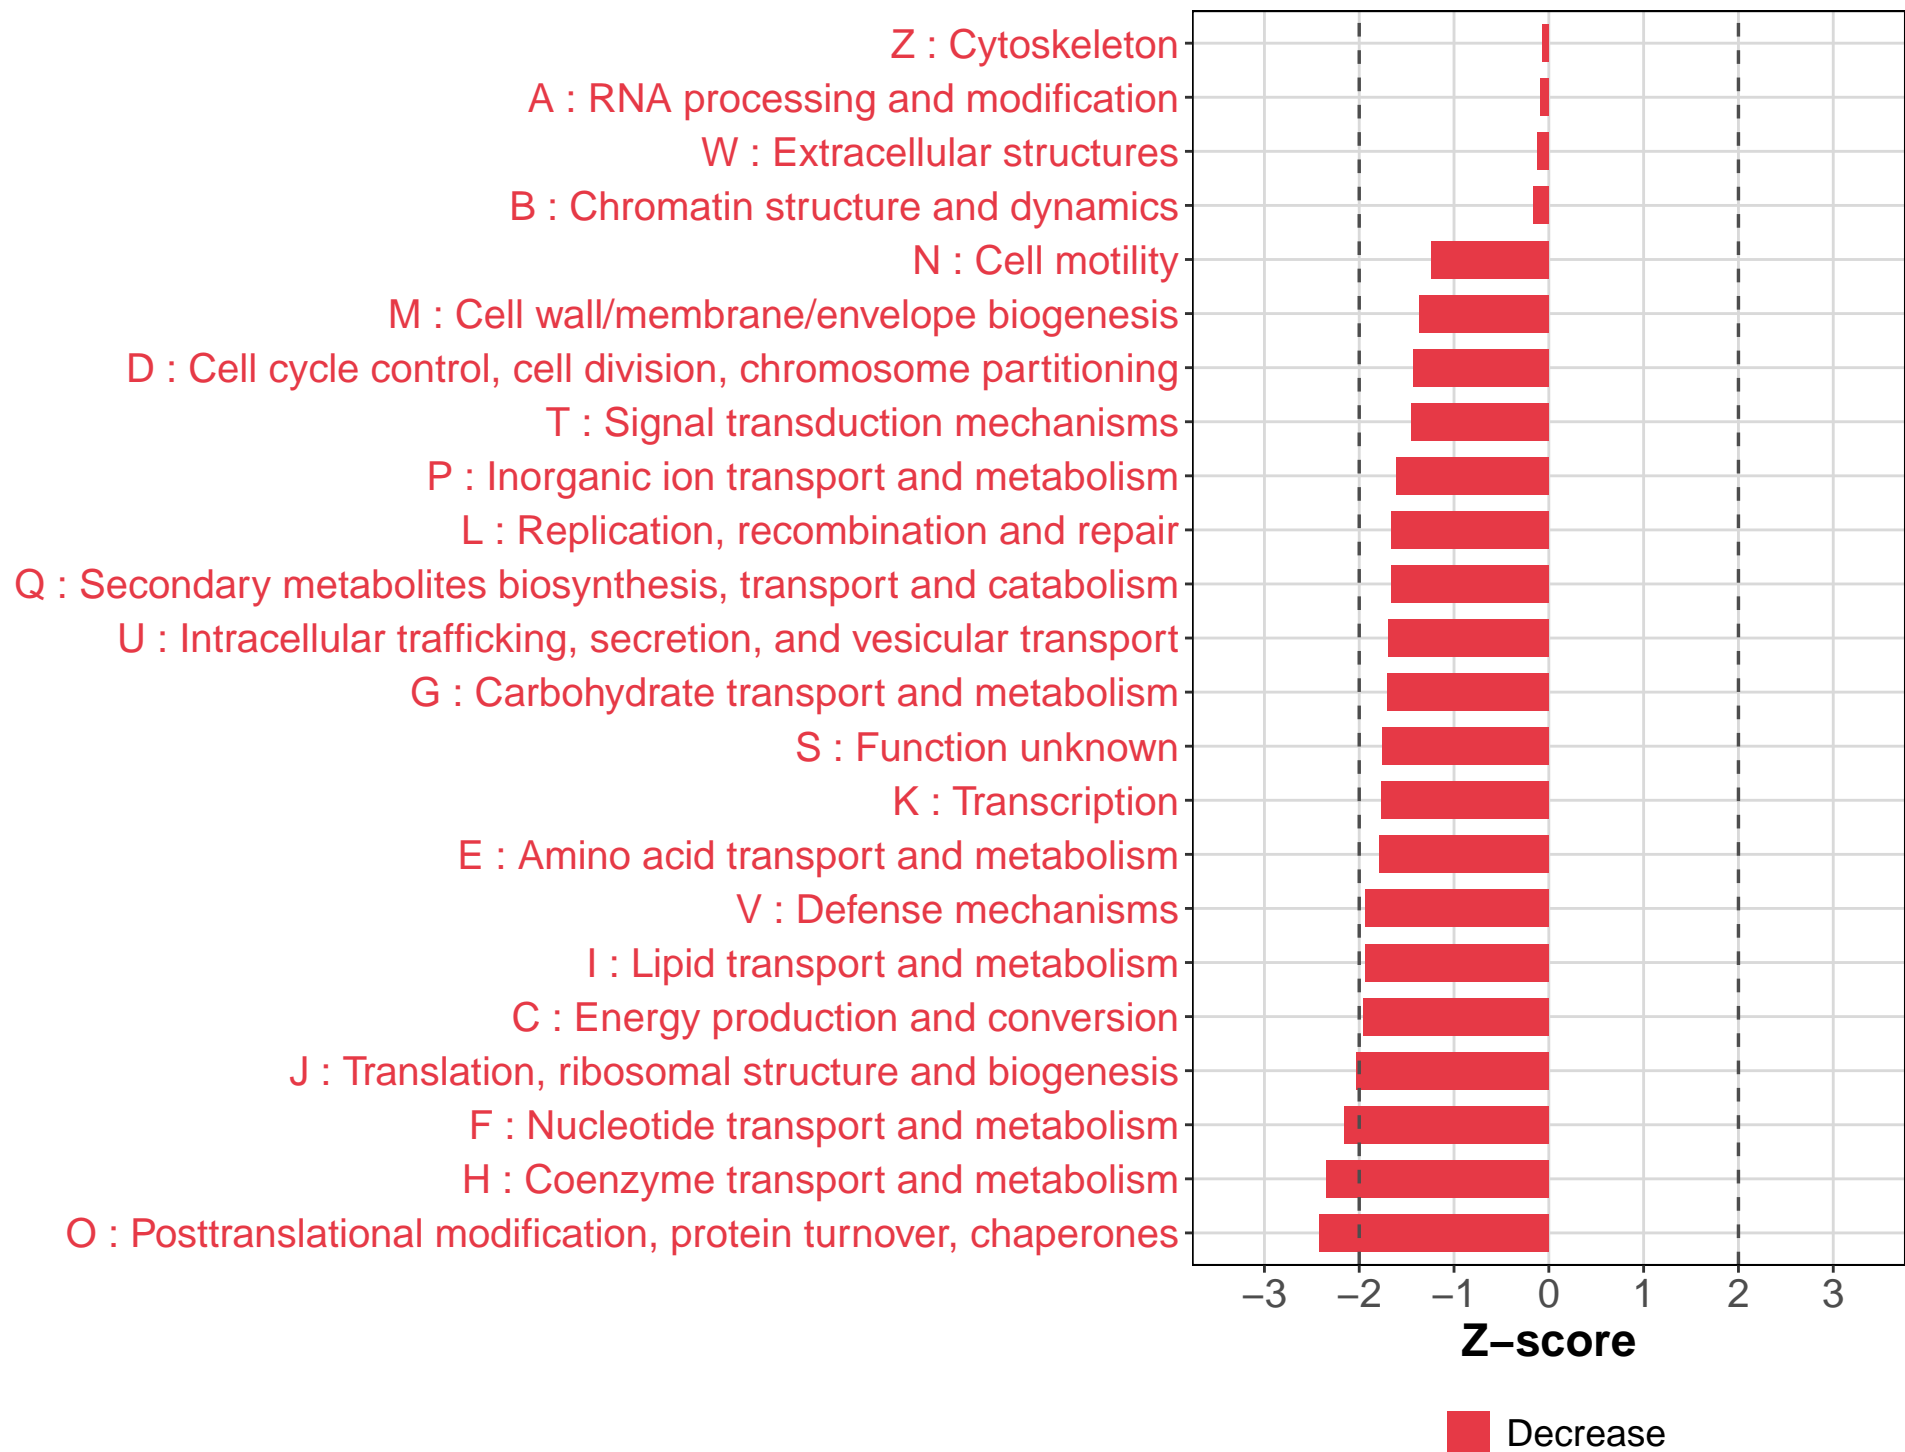 Z : Cytoskeleton
A : RNA processing and modification
W : Extracellular structures
B : Chromatin structure and dynamics
N : Cell motility
M : Cell wall/membrane/envelope biogenesis
D : Cell cycle control, cell division, chromosome partitioning
T : Signal transduction mechanisms
P : Inorganic ion transport and metabolism
L : Replication, recombination and repair
Q : Secondary metabolites biosynthesis, transport and catabolism
U : Intracellular trafficking, secretion, and vesicular transport
G : Carbohydrate transport and metabolism
S : Function unknown
K : Transcription
E : Amino acid transport and metabolism
V : Defense mechanisms
I : Lipid transport and metabolism
C : Energy production and conversion
J : Translation, ribosomal structure and biogenesis
F : Nucleotide transport and metabolism
H : Coenzyme transport and metabolism
O : Posttranslational modification, protein turnover, chaperones
−3 −2 −1 0 1 2 3
Z−score
Decrease